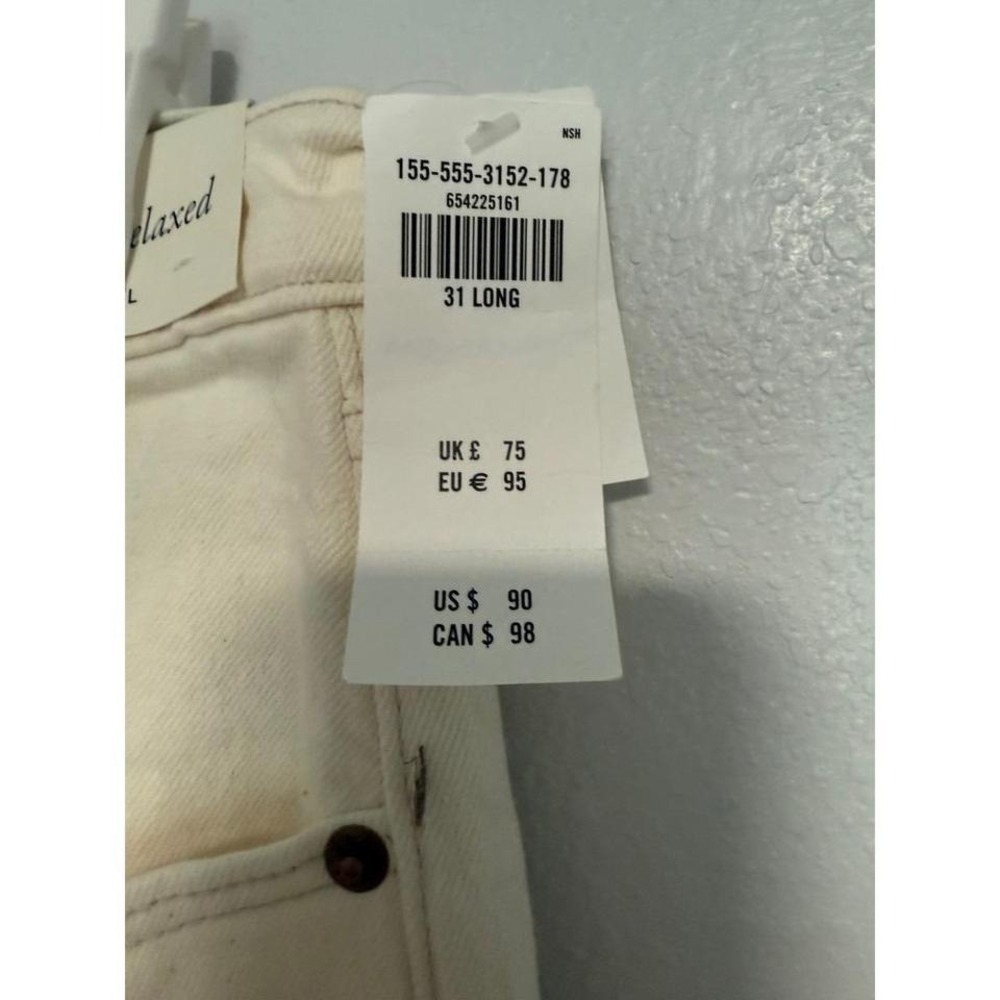 NSH
155-555-3152-178
654225161
31 LONG
elaxed
L
UK £ 75
EU € 95
US $ 90
CAN $ 98